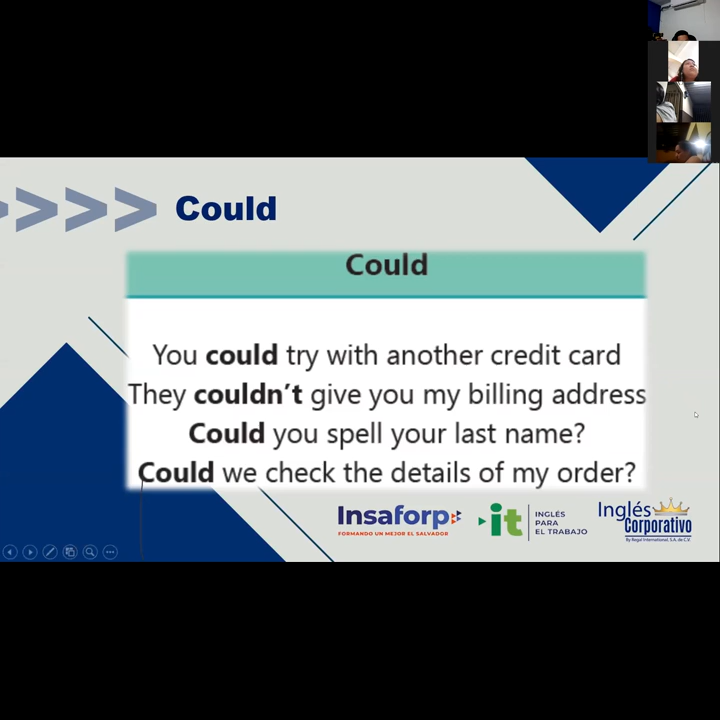 Could
Could
You could try with another credit card
They couldn't give you my billing address
Could you spell your last name?
Could we check the details of my order?
Insaforp
FORMANDO UN MEJOR EL SALVADOR
it
INGLÉS
PARA
EL TRABAJO
Inglés
Corporativo
By Regal International, S.A. de C.V.